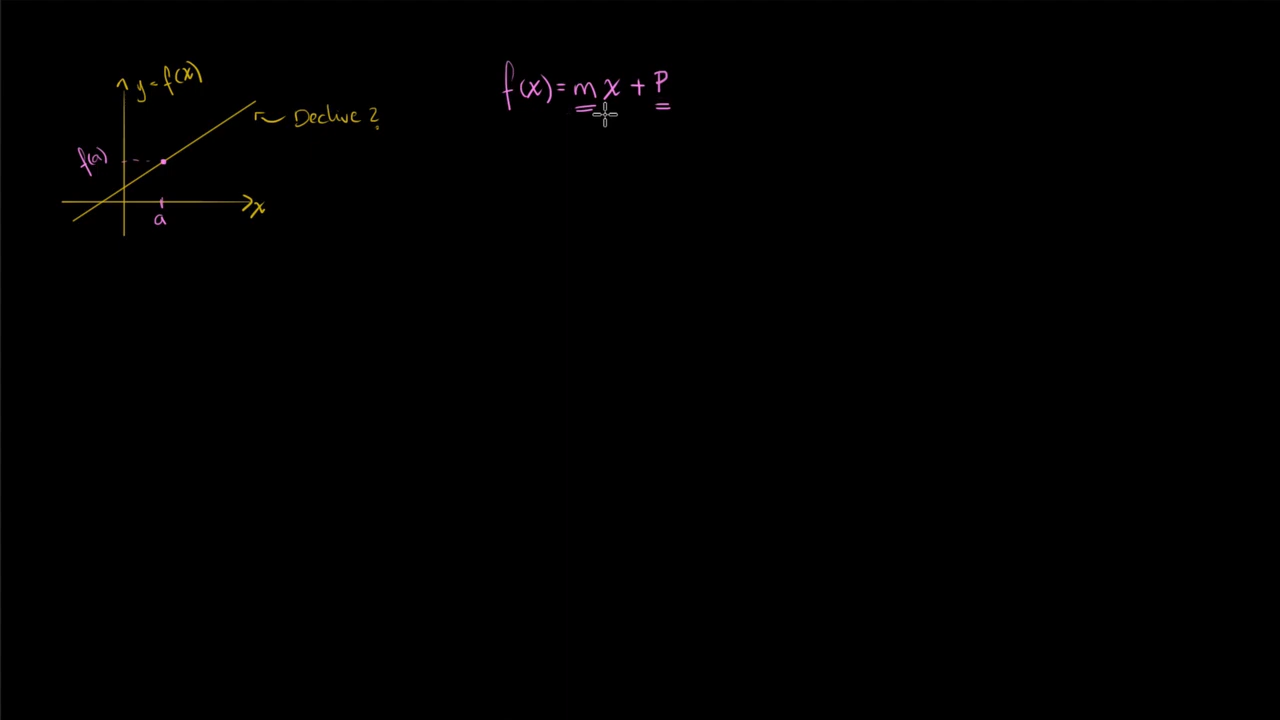 y = f(x)
f(x) = mx + P
Declive ?
f(a)
x
a